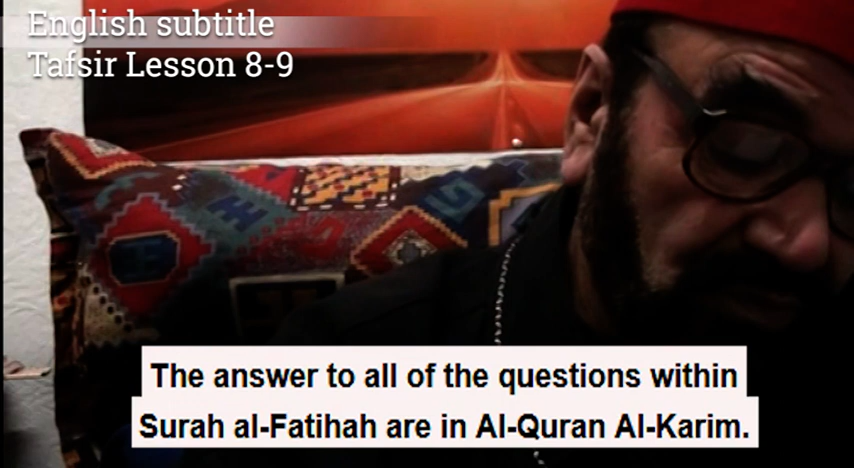 English subtitle
Tafsir Lesson 8-9
The answer to all of the questions within
Surah al-Fatihah are in Al-Quran Al-Karim.